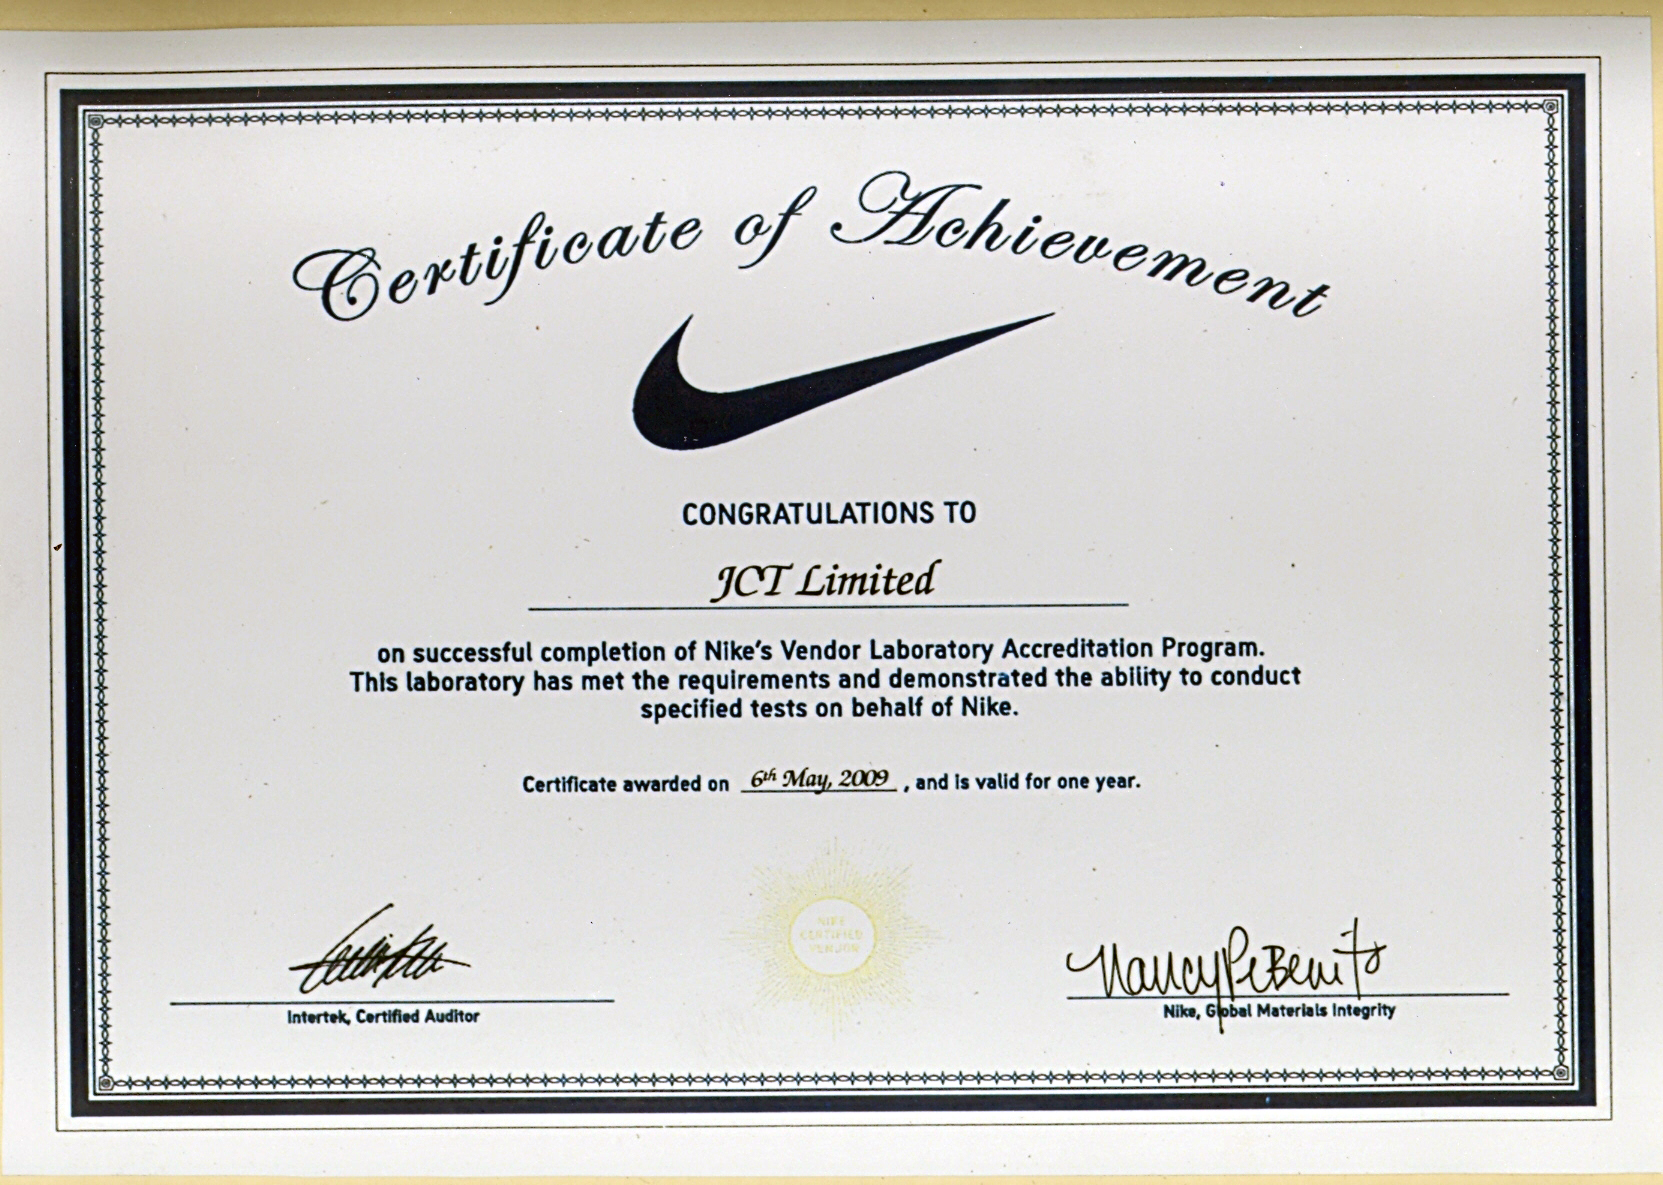 Certificate of Achievement
CONGRATULATIONS TO
JCT Limited
on successful completion of Nike's Vendor Laboratory Accreditation Program.
This laboratory has met the requirements and demonstrated the ability to conduct
specified tests on behalf of Nike.
Certificate awarded on 6th May, 2009 , and is valid for one year.
NIKE
CERTIFIED
VENDOR
Nancy PeBenito
Intertek, Certified Auditor
Nike, Global Materials Integrity